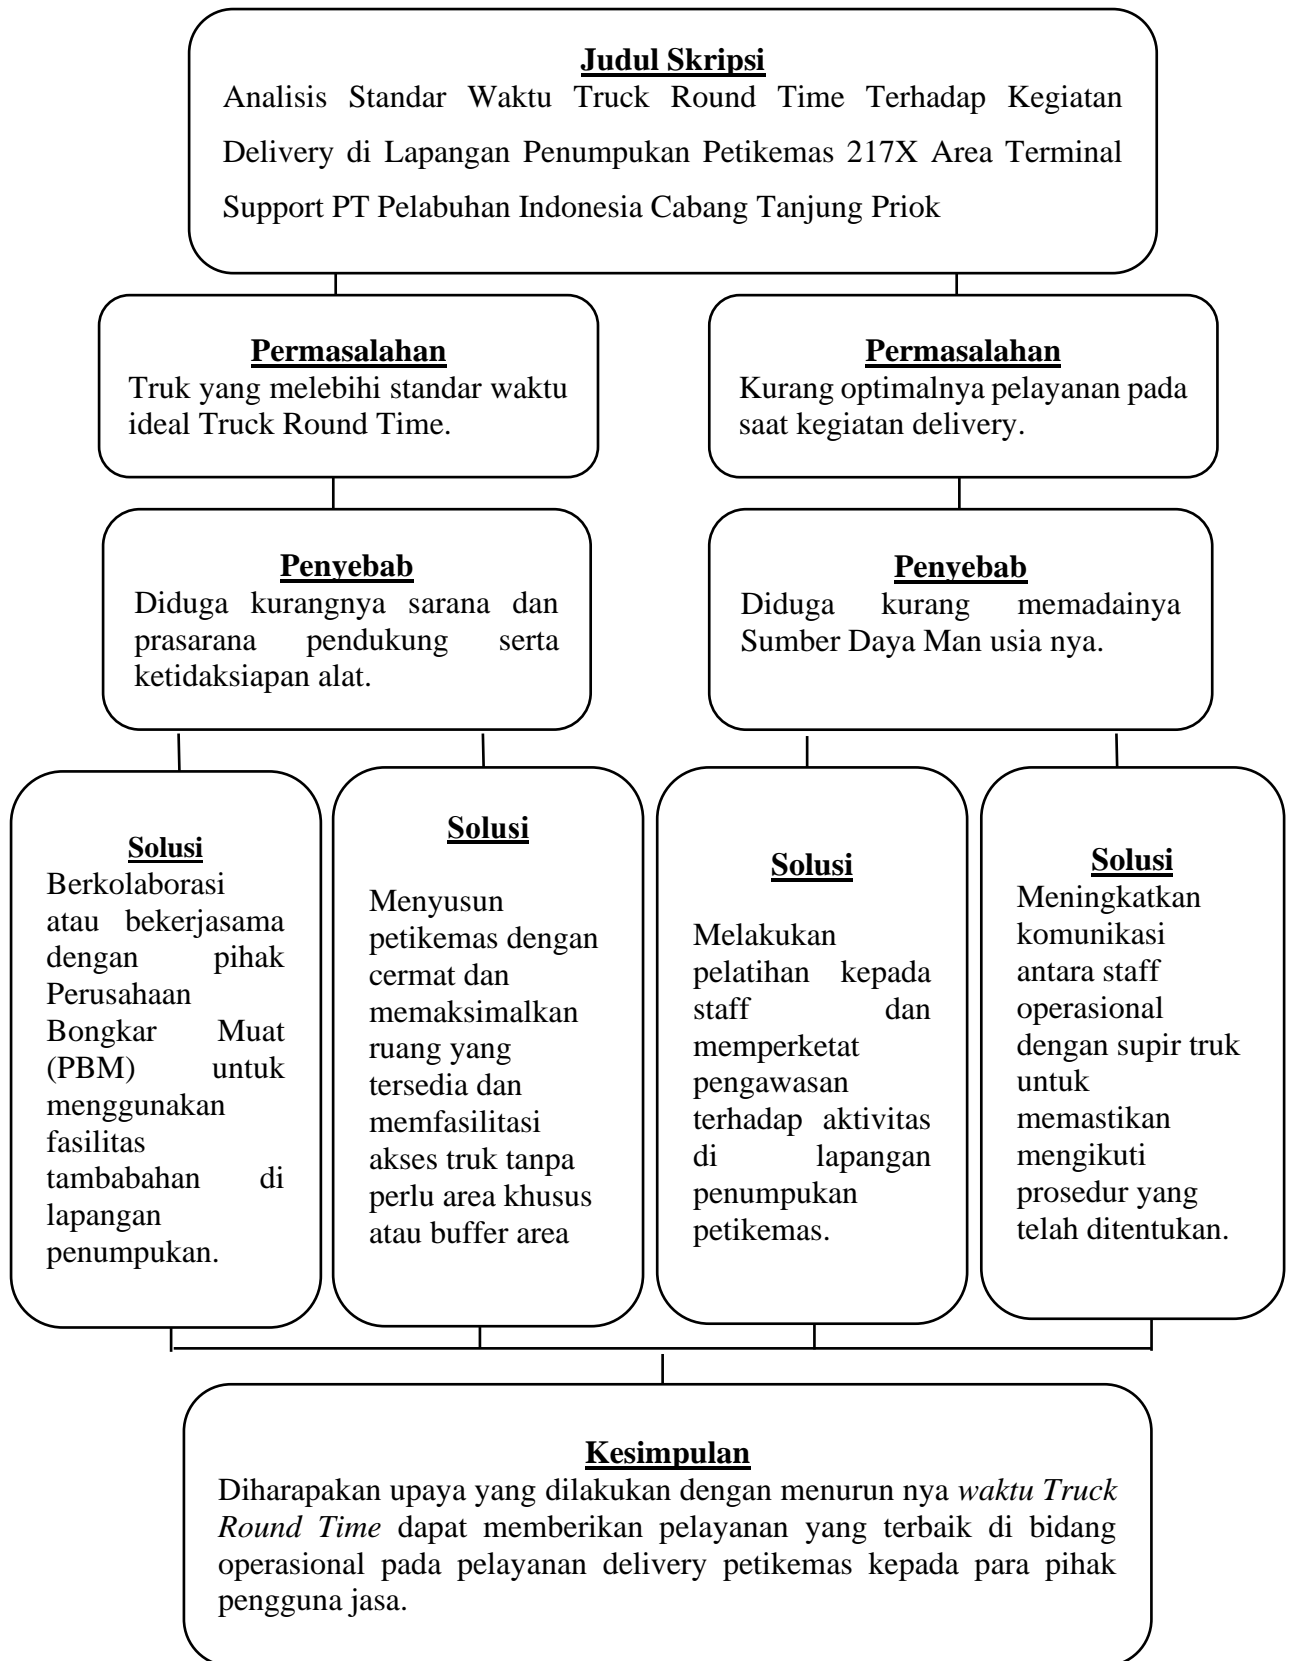 Judul Skripsi
Analisis Standar Waktu Truck Round Time Terhadap Kegiatan
Delivery di Lapangan Penumpukan Petikemas 217X Area Terminal
Support PT Pelabuhan Indonesia Cabang Tanjung Priok
Permasalahan
Truk yang melebihi standar waktu
ideal Truck Round Time.
Permasalahan
Kurang optimalnya pelayanan pada
saat kegiatan delivery.
Penyebab
Diduga kurangnya sarana dan
prasarana pendukung serta
ketidaksiapan alat.
Penyebab
Diduga kurang memadainya
Sumber Daya Man usia nya.
Solusi
Berkolaborasi
atau bekerjasama
dengan pihak
Perusahaan
Bongkar Muat
(PBM) untuk
menggunakan
fasilitas
tambabahan di
lapangan
penumpukan.
Solusi
Menyusun
petikemas dengan
cermat dan
memaksimalkan
ruang yang
tersedia dan
memfasilitasi
akses truk tanpa
perlu area khusus
atau buffer area
Solusi
Melakukan
pelatihan kepada
staff dan
memperketat
pengawasan
terhadap aktivitas
di lapangan
penumpukan
petikemas.
Solusi
Meningkatkan
komunikasi
antara staff
operasional
dengan supir truk
untuk
memastikan
mengikuti
prosedur yang
telah ditentukan.
Kesimpulan
Diharapakan upaya yang dilakukan dengan menurun nya waktu Truck
Round Time dapat memberikan pelayanan yang terbaik di bidang
operasional pada pelayanan delivery petikemas kepada para pihak
pengguna jasa.